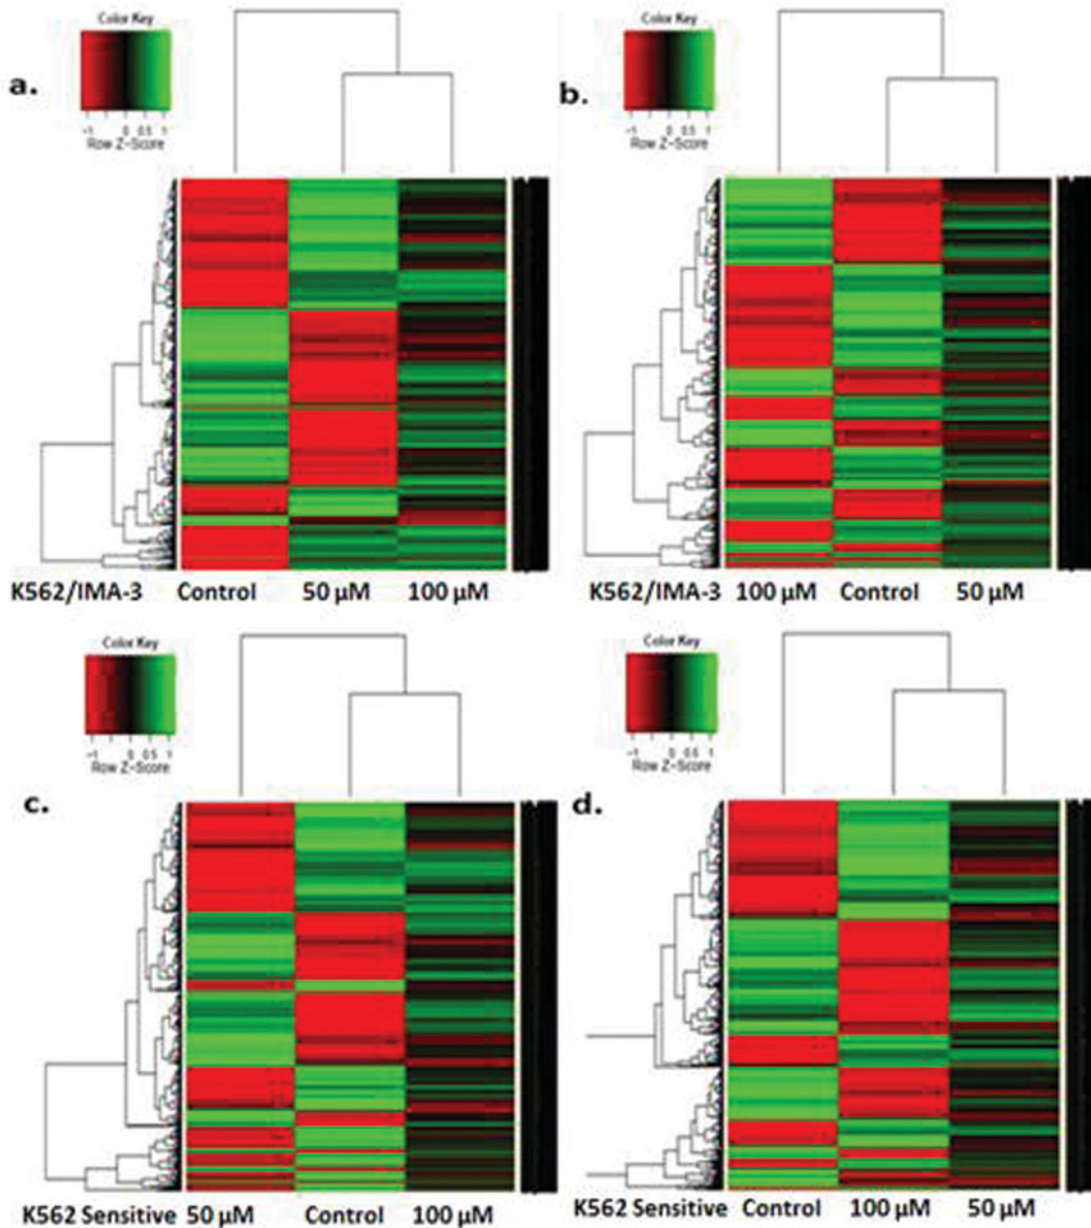 a.
Color Key
-1 0 0.5 1
Row Z-Score
K562/IMA-3 Control 50 µM 100 µM
b.
Color Key
-1 0 0.5 1
Row Z-Score
K562/IMA-3 100 µM Control 50 µM
c.
Color Key
-1 0 0.5 1
Row Z-Score
K562 Sensitive 50 µM Control 100 µM
d.
Color Key
-1 0 0.5 1
Row Z-Score
K562 Sensitive Control 100 µM 50 µM